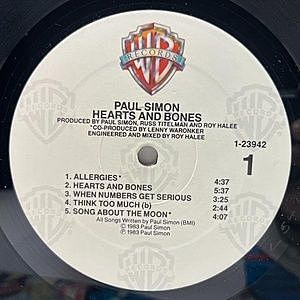 WB
RECORDS
PAUL SIMON
HEARTS AND BONES
PRODUCED BY PAUL SIMON, RUSS TITELMAN AND ROY HALEE
*CO-PRODUCED BY LENNY WARONKER
ENGINEERED AND MIXED BY ROY HALEE
1-23942
1
1. ALLERGIES* 4:37
2. HEARTS AND BONES 5:37
3. WHEN NUMBERS GET SERIOUS 3:25
4. THINK TOO MUCH (b) 2:44
5. SONG ABOUT THE MOON* 4:07
All Songs Written by Paul Simon (BMI)
℗ 1983 Paul Simon
© 1983 Paul Simon